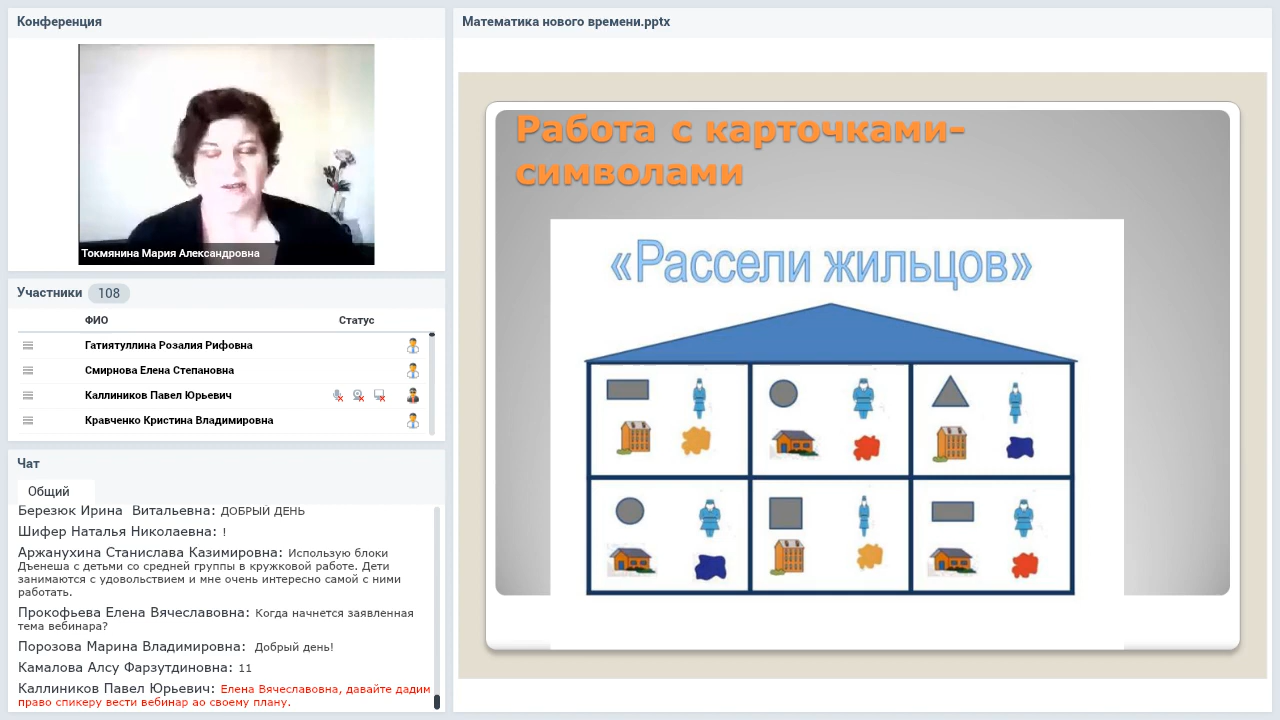 Конференция
Токмянина Мария Александровна
Участники 108
ФИО Статус
Гатиятуллина Розалия Рифовна
Смирнова Елена Степановна
Каллиников Павел Юрьевич
Кравченко Кристина Владимировна
Чат
Общий
Березюк Ирина Витальевна: ДОБРЫЙ ДЕНЬ
Шифер Наталья Николаевна: !
Аржанухина Станислава Казимировна: Использую блоки
Дъенеша с детьми со средней группы в кружковой работе. Дети
занимаются с удовольствием и мне очень интересно самой с ними
работать.
Прокофьева Елена Вячеславовна: Когда начнется заявленная
тема вебинара?
Порозова Марина Владимировна: Добрый день!
Камалова Алсу Фарзутдиновна: 11
Каллиников Павел Юрьевич: Елена Вячеславовна, давайте дадим
право спикеру вести вебинар ао своему плану.
Математика нового времени.pptx
Работа с карточками-
символами
«Рассели жильцов»